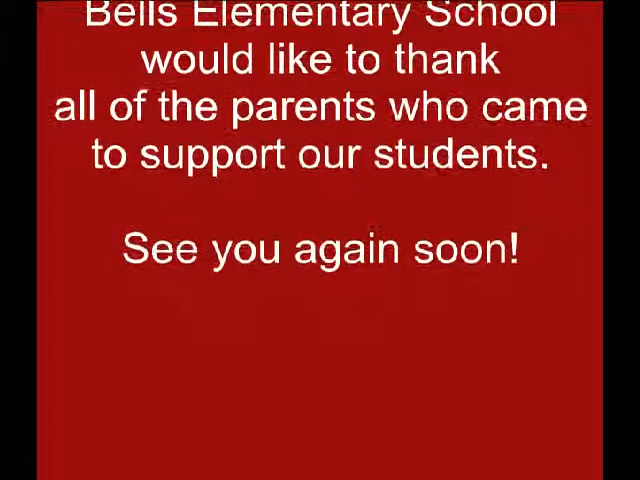 Bells Elementary School
would like to thank
all of the parents who came
to support our students.
See you again soon!